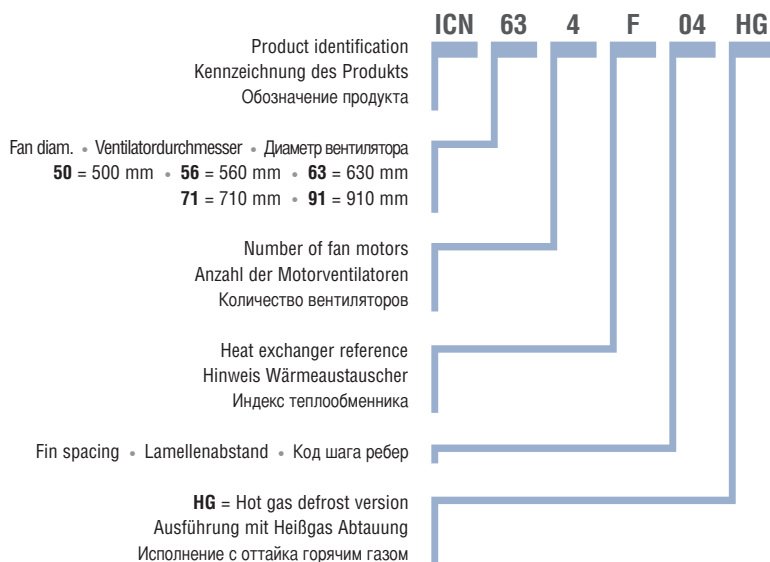 ICN 63 4 F 04 HG
Product identification
Kennzeichnung des Produkts
Обозначение продукта
Fan diam. • Ventilatordurchmesser • Диаметр вентилятора
50 = 500 mm • 56 = 560 mm • 63 = 630 mm
71 = 710 mm • 91 = 910 mm
Number of fan motors
Anzahl der Motorventilatoren
Количество вентиляторов
Heat exchanger reference
Hinweis Wärmeaustauscher
Индекс теплообменника
Fin spacing • Lamellenabstand • Код шага ребер
HG = Hot gas defrost version
Ausführung mit Heißgas Abtauung
Исполнение с оттайка горячим газом